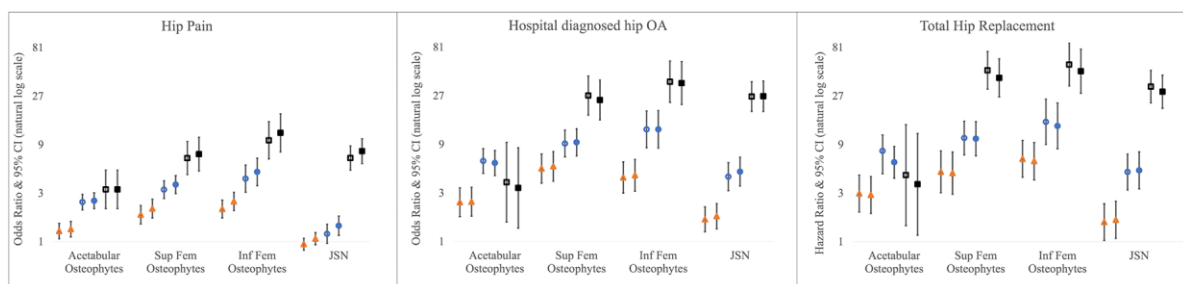 Hip Pain
Odds Ratio & 95% CI (natural log scale)
81
27
9
3
1
Acetabular Osteophytes
Sup Fem Osteophytes
Inf Fem Osteophytes
JSN
Hospital diagnosed hip OA
Odds Ratio & 95% CI (natural log scale)
81
27
9
3
1
Acetabular Osteophytes
Sup Fem Osteophytes
Inf Fem Osteophytes
JSN
Total Hip Replacement
Hazard Ratio & 95% CI (natural log scale)
81
27
9
3
1
Acetabular Osteophytes
Sup Fem Osteophytes
Inf Fem Osteophytes
JSN